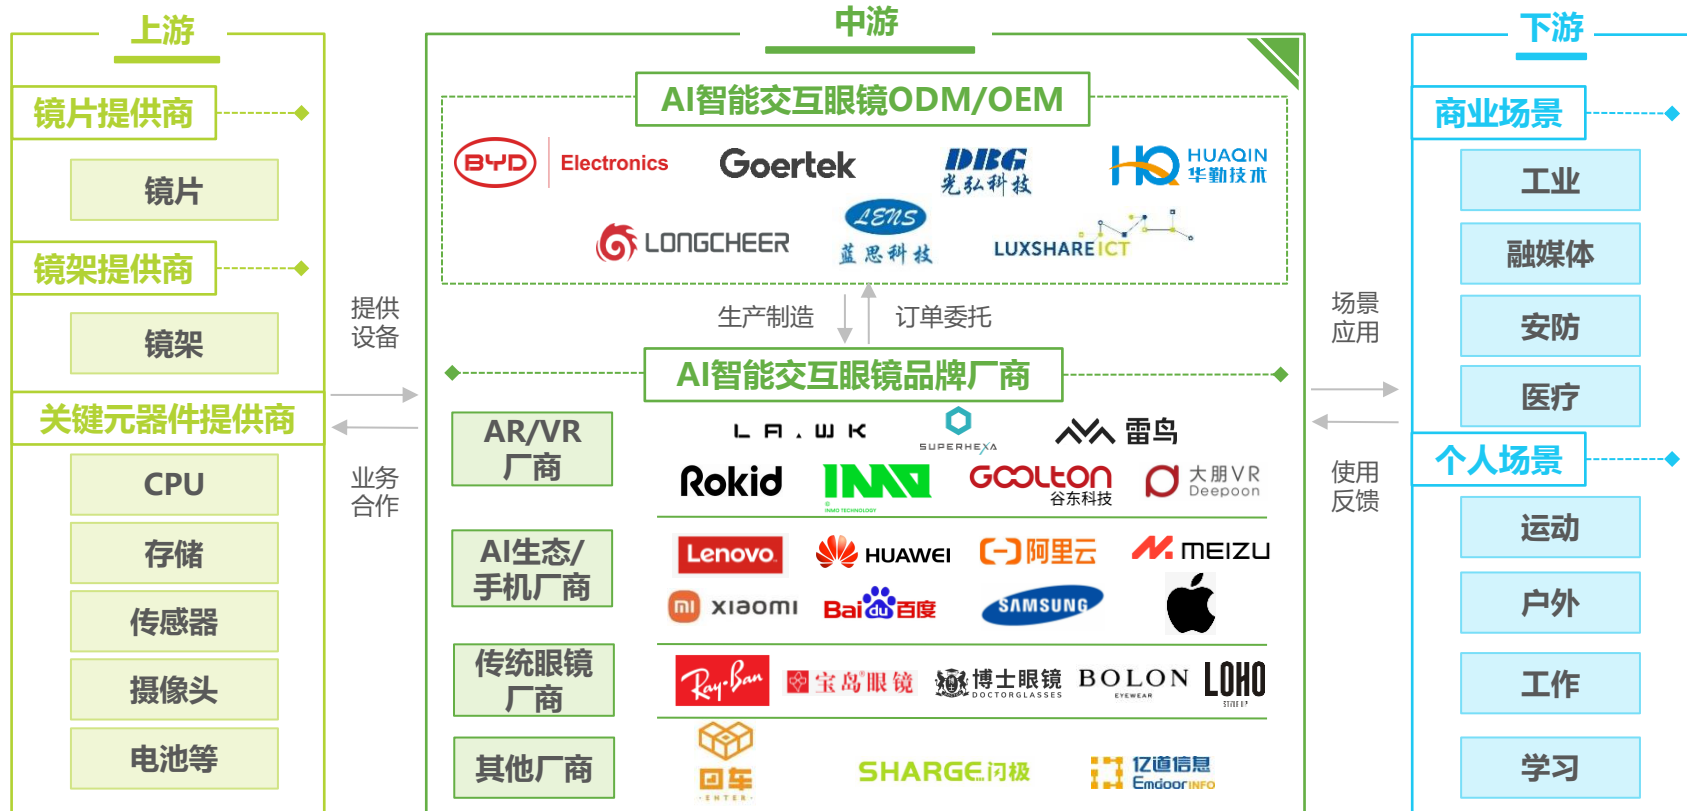 上游
镜片提供商
镜片
镜架提供商
镜架
关键元器件提供商
CPU
存储
传感器
摄像头
电池等
提供
设备
业务
合作
中游
AI智能交互眼镜ODM/OEM
BYD Electronics
Goertek
DBG
光弘科技
HQ HUAQIN
华勤技术
LONGCHEER
LENS
蓝思科技
LUXSHARE ICT
生产制造
订单委托
AI智能交互眼镜品牌厂商
AR/VR
厂商
LA.WK
SUPERHEXA
雷鸟
Rokid
INMO
INMO TECHNOLOGY
GOOLTON
谷东科技
大朋VR
Deepoon
AI生态/
手机厂商
Lenovo
HUAWEI
阿里云
MEIZU
mi xiaomi
Baidu百度
SAMSUNG
传统眼镜
厂商
Ray-Ban
宝岛®眼镜
博士眼镜
DOCTORGLASSES
BOLON
EYEWEAR
LOHO
其他厂商
回车
·ENTER·
SHARGE闪极
亿道信息
Emdoor INFO
场景
应用
使用
反馈
下游
商业场景
工业
融媒体
安防
医疗
个人场景
运动
户外
工作
学习